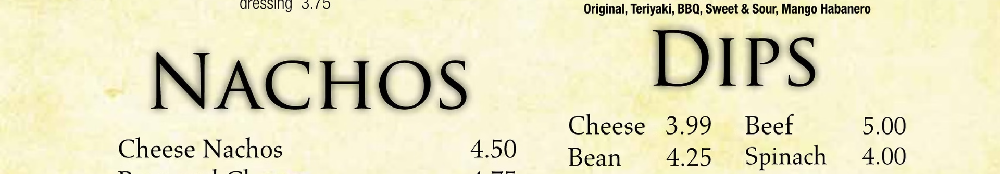 dressing 3.75
Original, Teriyaki, BBQ, Sweet & Sour, Mango Habanero
NACHOS
Cheese Nachos 4.50
DIPS
Cheese 3.99 Beef 5.00
Bean 4.25 Spinach 4.00